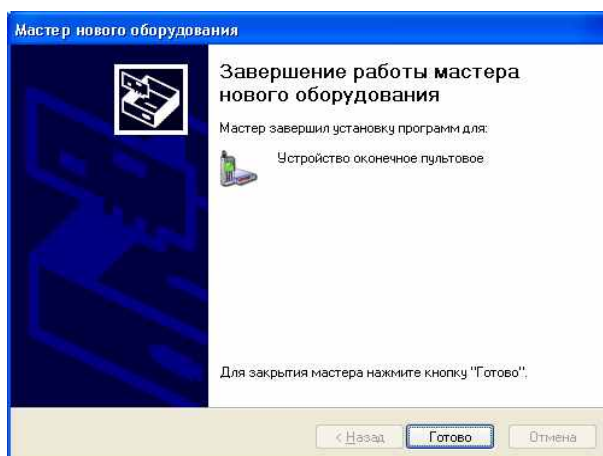 Мастер нового оборудования
Завершение работы мастера
нового оборудования
Мастер завершил установку программ для:
Устройство оконечное пультовое
Для закрытия мастера нажмите кнопку "Готово".
< Назад
Готово
Отмена